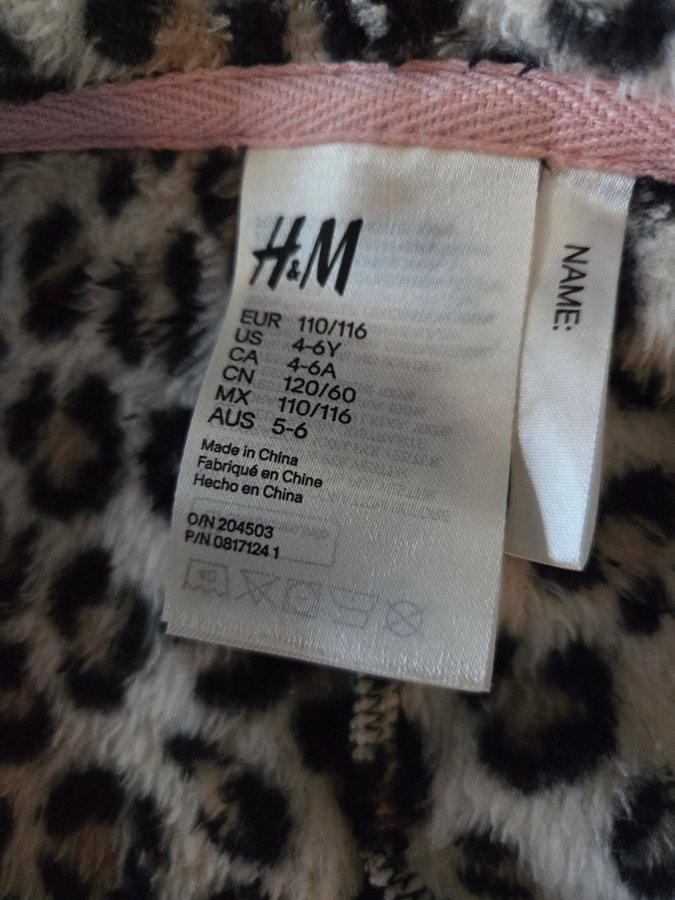 H&M
EUR 110/116
US 4-6Y
CA 4-6A
CN 120/60
MX 110/116
AUS 5-6
Made in China
Fabriqué en Chine
Hecho en China
O/N 204503
P/N 0817124 1
NAME: